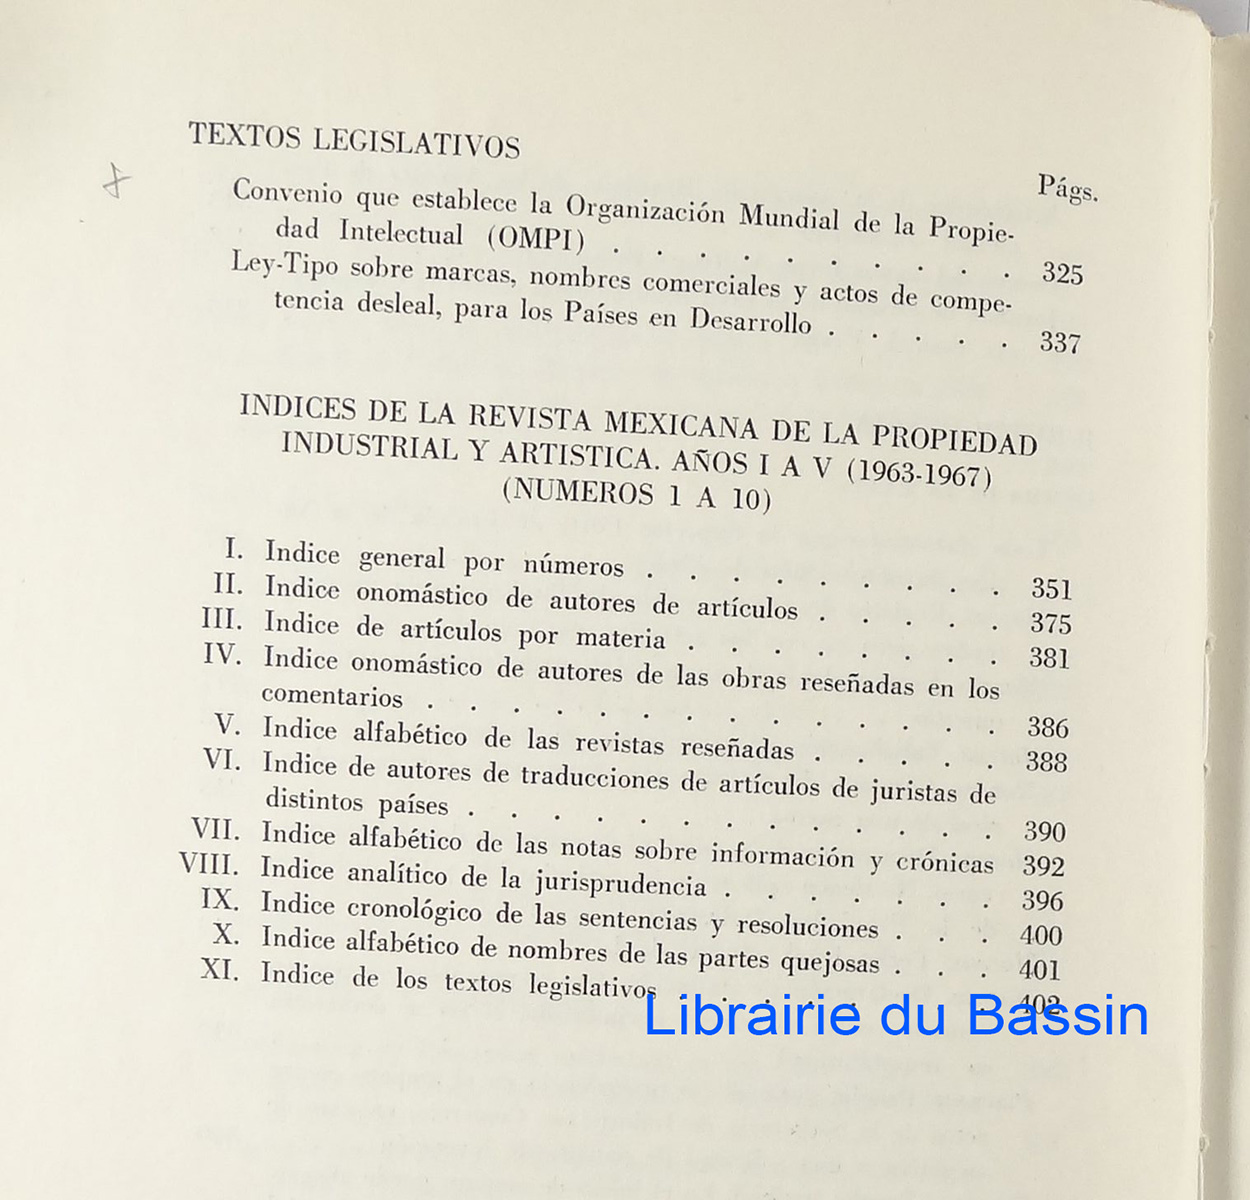 TEXTOS LEGISLATIVOS
Págs.
Convenio que establece la Organización Mundial de la Propie-
dad Intelectual (OMPI) . . . . . . . . . . 325
Ley-Tipo sobre marcas, nombres comerciales y actos de compe-
tencia desleal, para los Países en Desarrollo . . . . . 337
INDICES DE LA REVISTA MEXICANA DE LA PROPIEDAD
INDUSTRIAL Y ARTISTICA. AÑOS I A V (1963-1967)
(NUMEROS 1 A 10)
I. Indice general por números . . . . . . . . . 351
II. Indice onomástico de autores de artículos . . . . . 375
III. Indice de artículos por materia . . . . . . . . 381
IV. Indice onomástico de autores de las obras reseñadas en los
comentarios . . . . . . . . . . . . . . 386
V. Indice alfabético de las revistas reseñadas . . . . . 388
VI. Indice de autores de traducciones de artículos de juristas de
distintos países . . . . . . . . . . . . . 390
VII. Indice alfabético de las notas sobre información y crónicas 392
VIII. Indice analítico de la jurisprudencia . . . . . . . 396
IX. Indice cronológico de las sentencias y resoluciones . . . 400
X. Indice alfabético de nombres de las partes quejosas . . . 401
XI. Indice de los textos legislativos . . . . . . . . 402
Librairie du Bassin